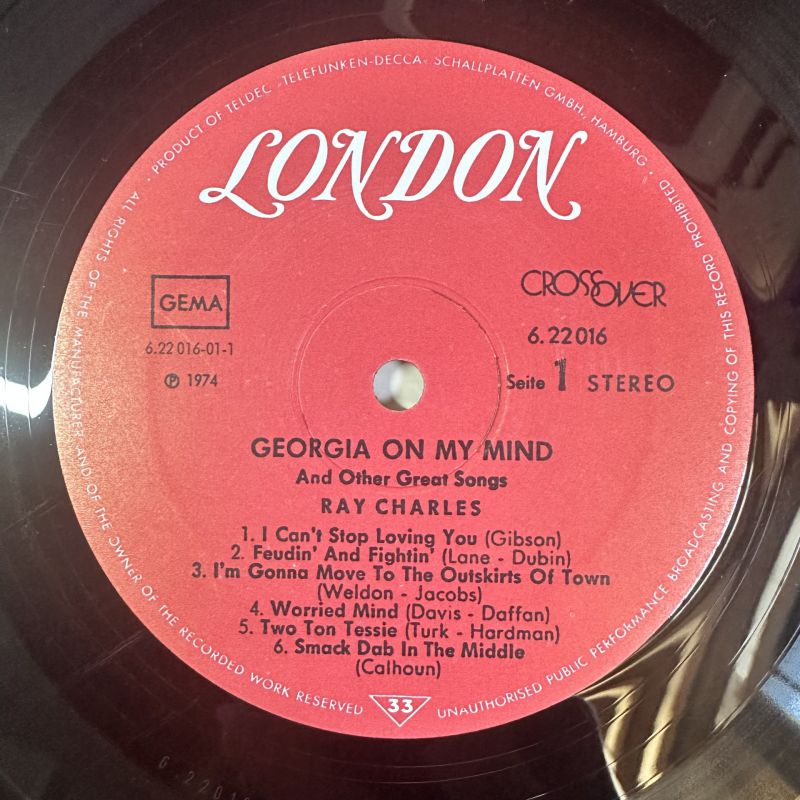 · PRODUCT OF TELDEC „TELEFUNKEN-DECCA" SCHALLPLATTEN GMBH., HAMBURG ·
LONDON
GEMA
CROSSOVER
6.22 016-01-1
6.22016
℗ 1974
Seite 1 STEREO
GEORGIA ON MY MIND
And Other Great Songs
RAY CHARLES
1. I Can't Stop Loving You (Gibson)
2. Feudin' And Fightin' (Lane - Dubin)
3. I'm Gonna Move To The Outskirts Of Town
(Weldon - Jacobs)
4. Worried Mind (Davis - Daffan)
5. Two Ton Tessie (Turk - Hardman)
6. Smack Dab In The Middle
(Calhoun)
33
ALL RIGHTS OF THE MANUFACTURER AND OF THE OWNER OF THE RECORDED WORK RESERVED
UNAUTHORISED PUBLIC PERFORMANCE BROADCASTING AND COPYING OF THIS RECORD PROHIBITED